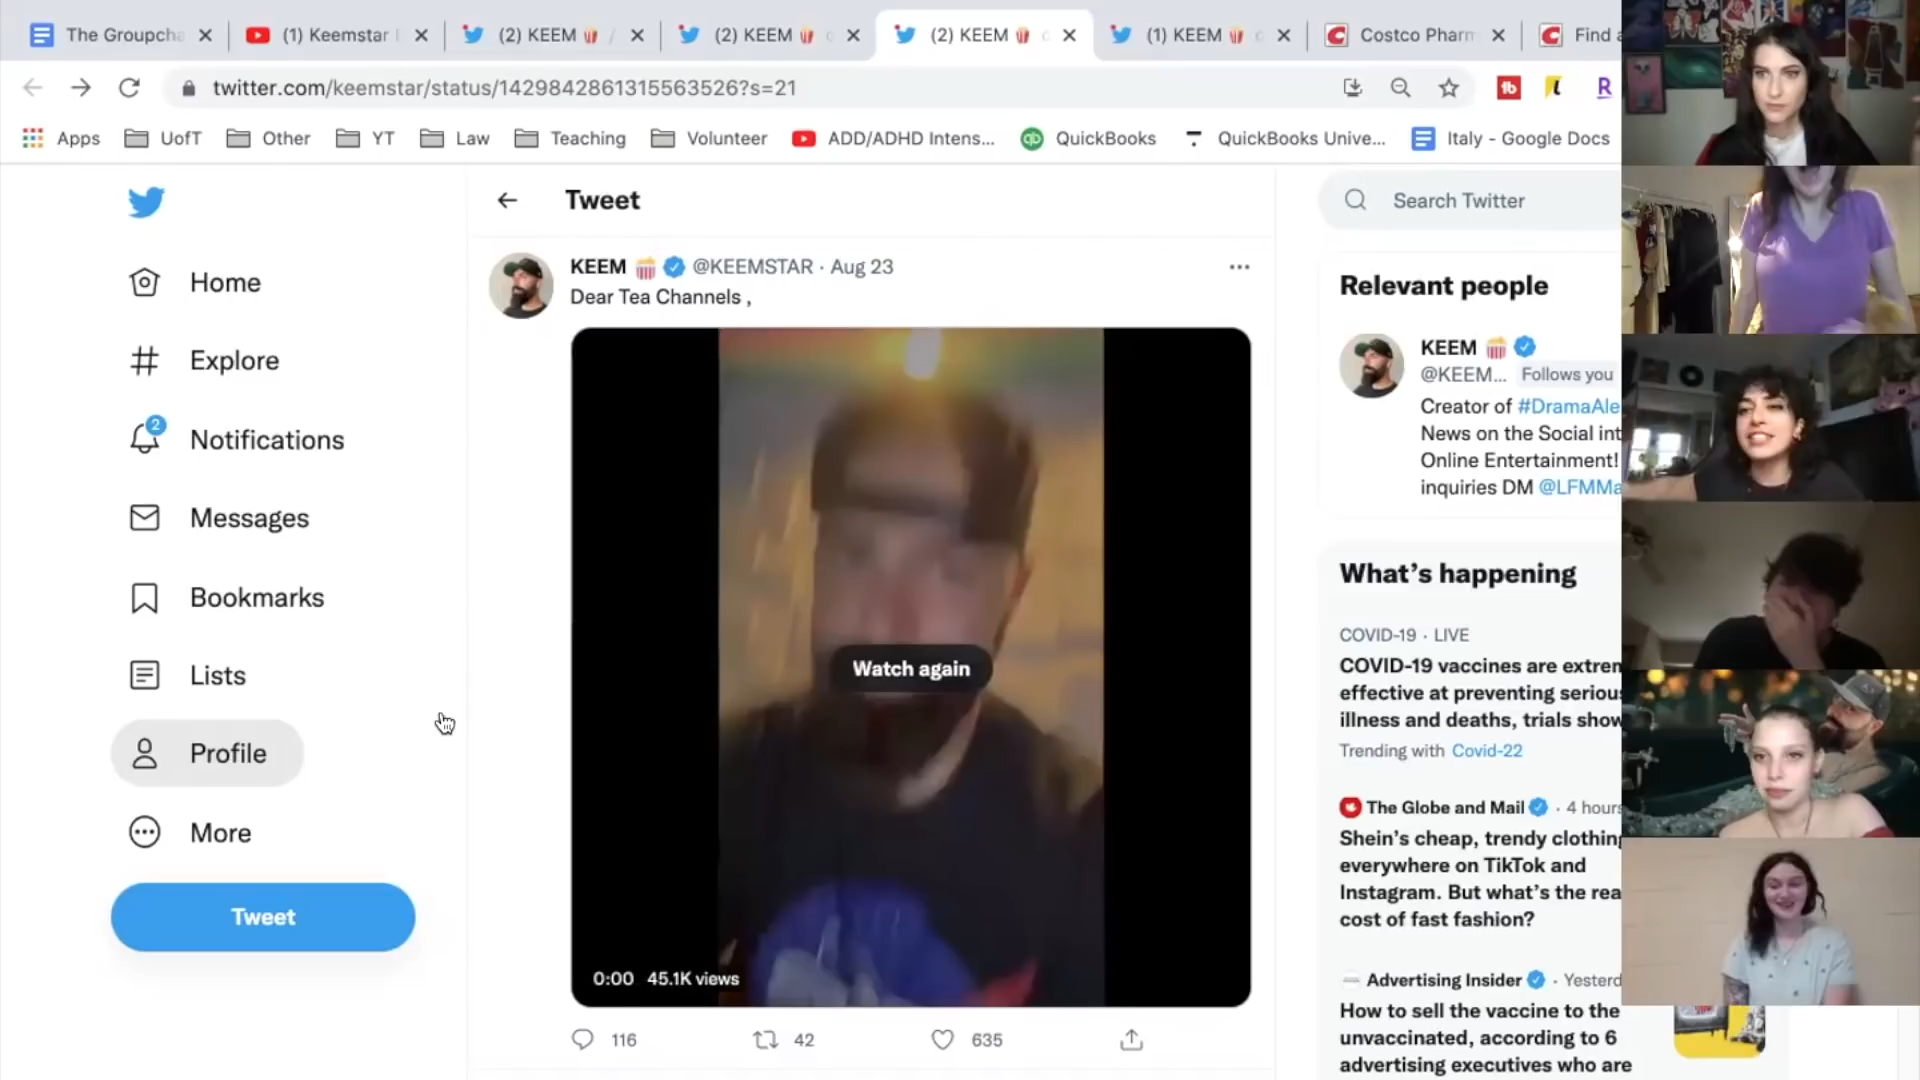 The Groupcha
(1) Keemstar
(2) KEEM
(2) KEEM
(2) KEEM
(1) KEEM
Costco Pharm
Find a
twitter.com/keemstar/status/1429842861315563526?s=21
Apps
UofT
Other
YT
Law
Teaching
Volunteer
ADD/ADHD Intens...
QuickBooks
QuickBooks Unive...
Italy - Google Docs
Home
Explore
2
Notifications
Messages
Bookmarks
Lists
Profile
More
Tweet
Tweet
KEEM 🍿 @KEEMSTAR · Aug 23
Dear Tea Channels ,
Watch again
0:00 45.1K views
116 42 635
Search Twitter
Relevant people
KEEM 🍿
@KEEM... Follows you
Creator of #DramaAle
News on the Social int
Online Entertainment!
inquiries DM @LFMMa
What's happening
COVID-19 · LIVE
COVID-19 vaccines are extrem
effective at preventing serious
illness and deaths, trials show
Trending with Covid-22
The Globe and Mail · 4 hours
Shein's cheap, trendy clothing
everywhere on TikTok and
Instagram. But what's the rea
cost of fast fashion?
Advertising Insider · Yesterd
How to sell the vaccine to the
unvaccinated, according to 6
advertising executives who are